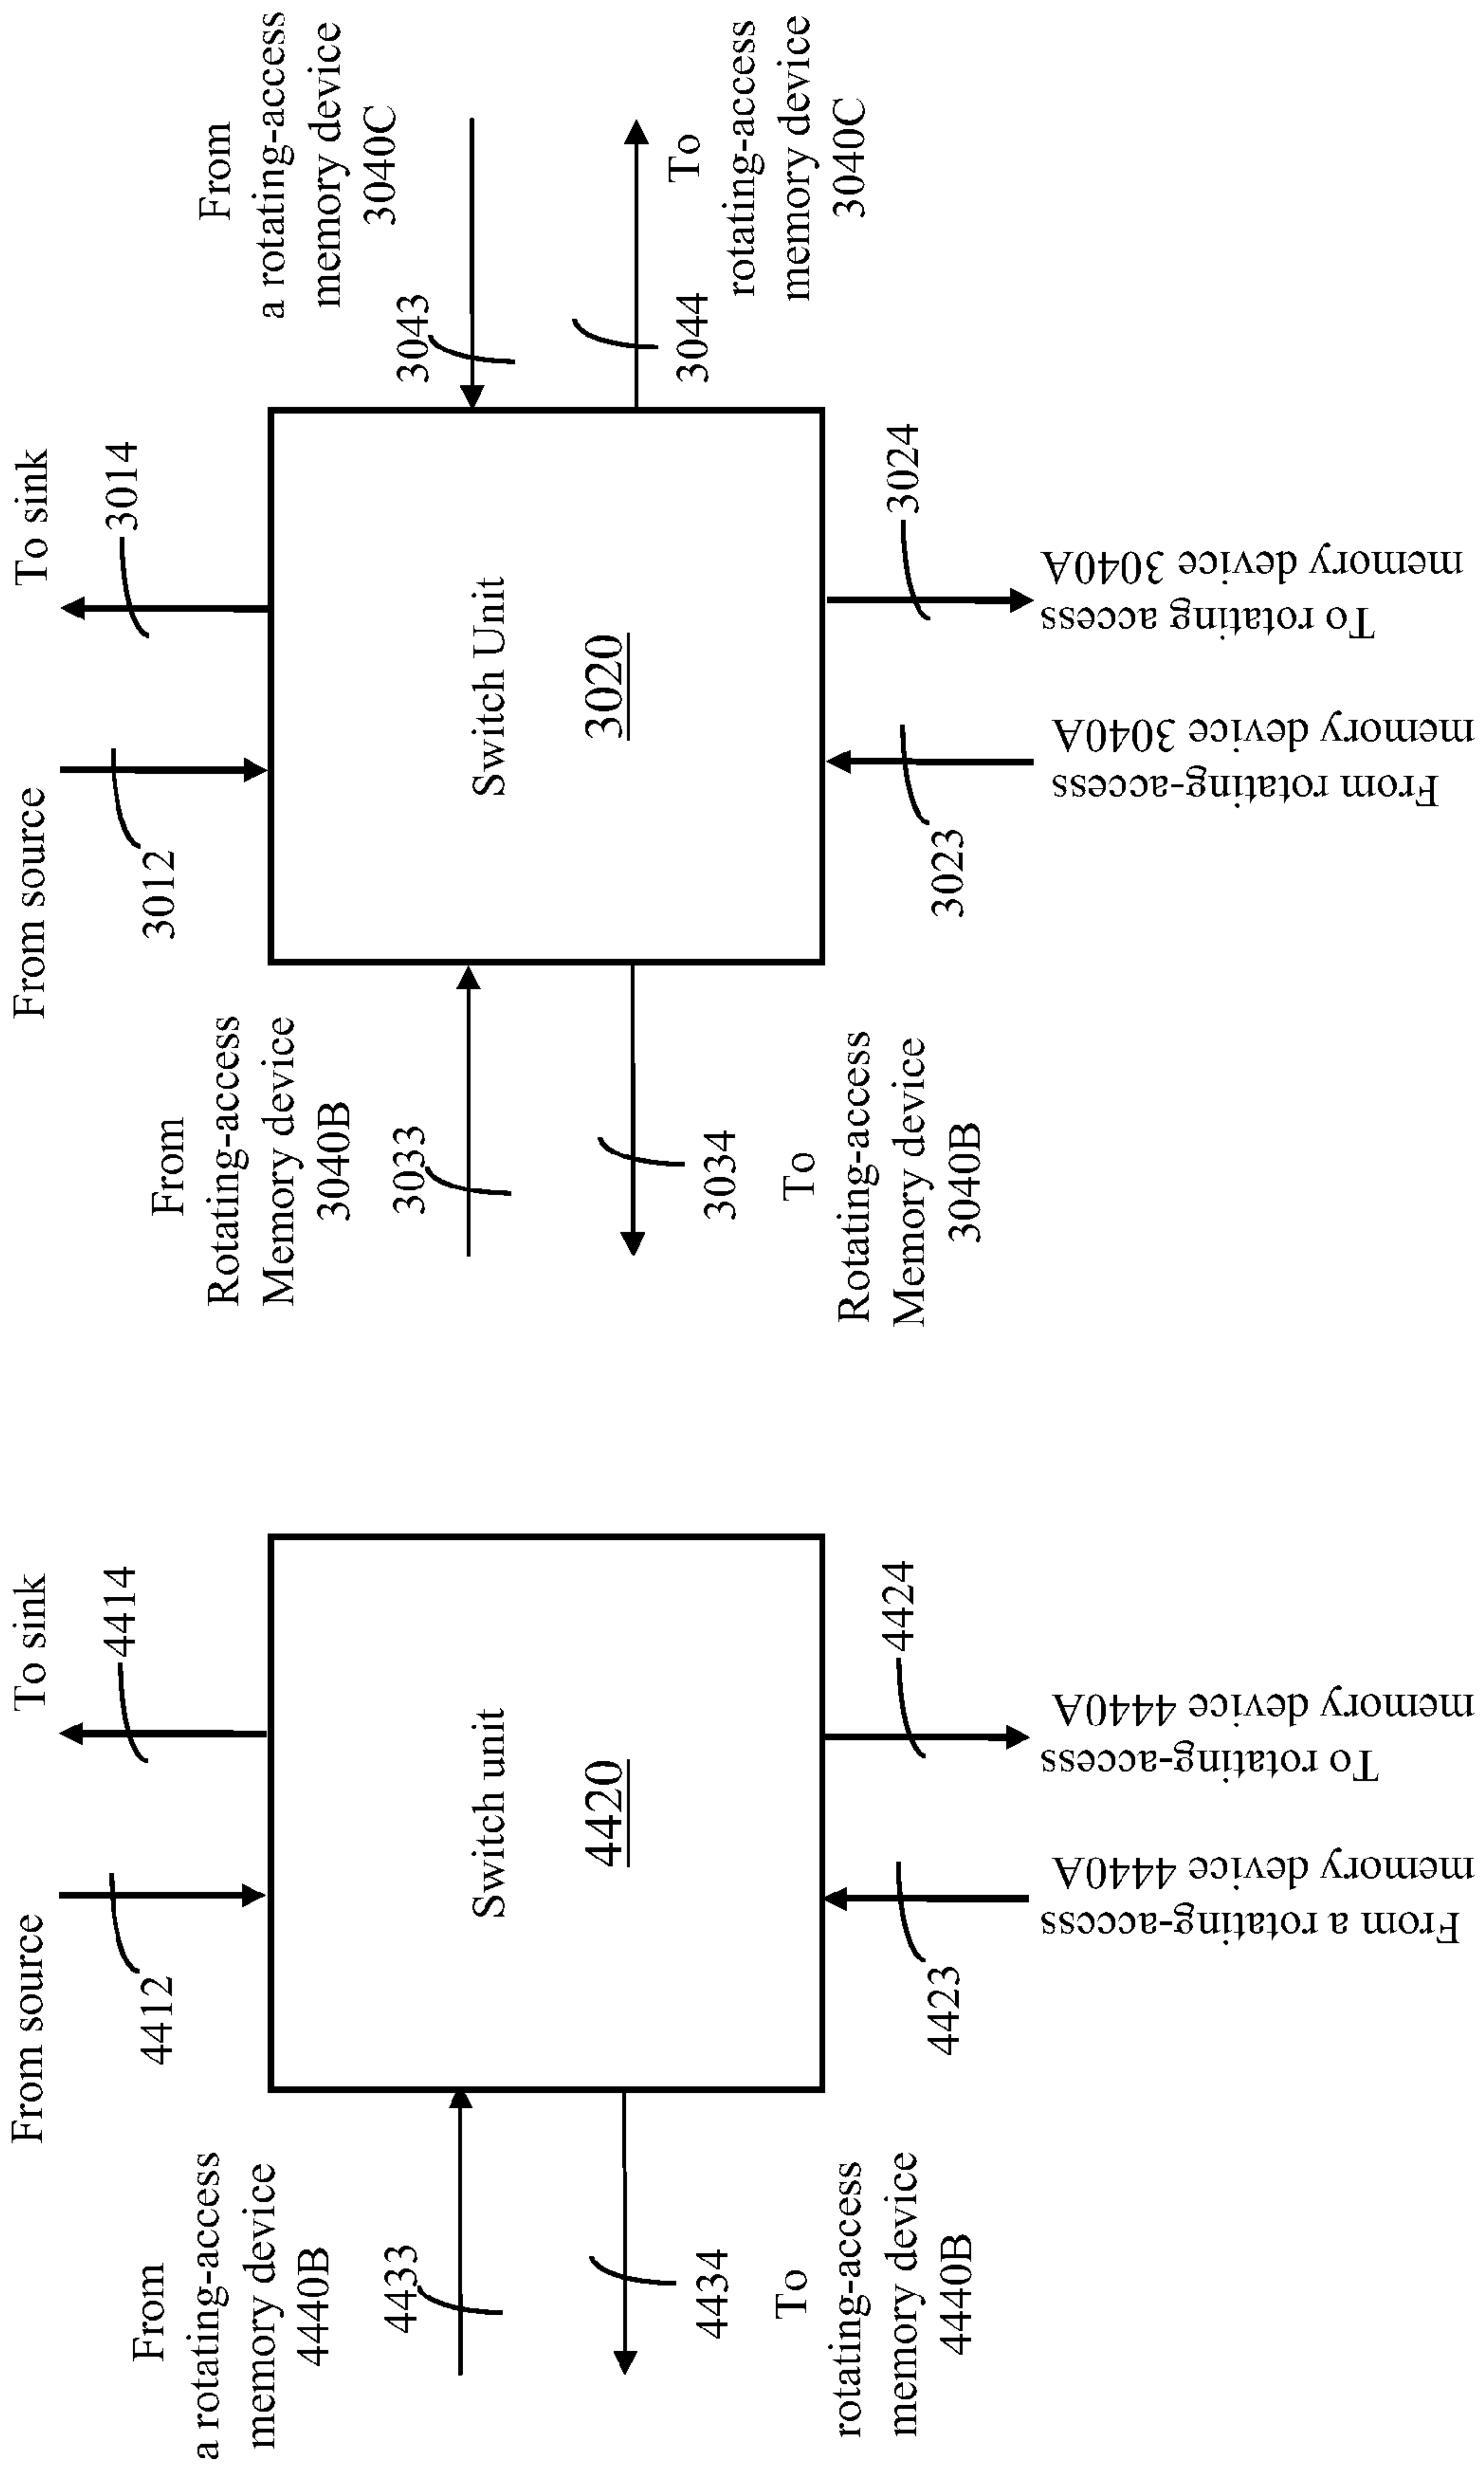 From source
To sink
4412
4414
From
a rotating-access
memory device
4440B
4433
Switch unit
4420
4434
To
rotating-access
memory device
4440B
4423
4424
From a rotating-access
memory device 4440A
To rotating-access
memory device 4440A
From source
To sink
3012
3014
From
Rotating-access
Memory device
3040B
3033
From
a rotating-access
memory device
3040C
3043
Switch Unit
3020
3034
To
Rotating-access
Memory device
3040B
3044
To
rotating-access
memory device
3040C
3023
3024
From rotating-access
memory device 3040A
To rotating access
memory device 3040A